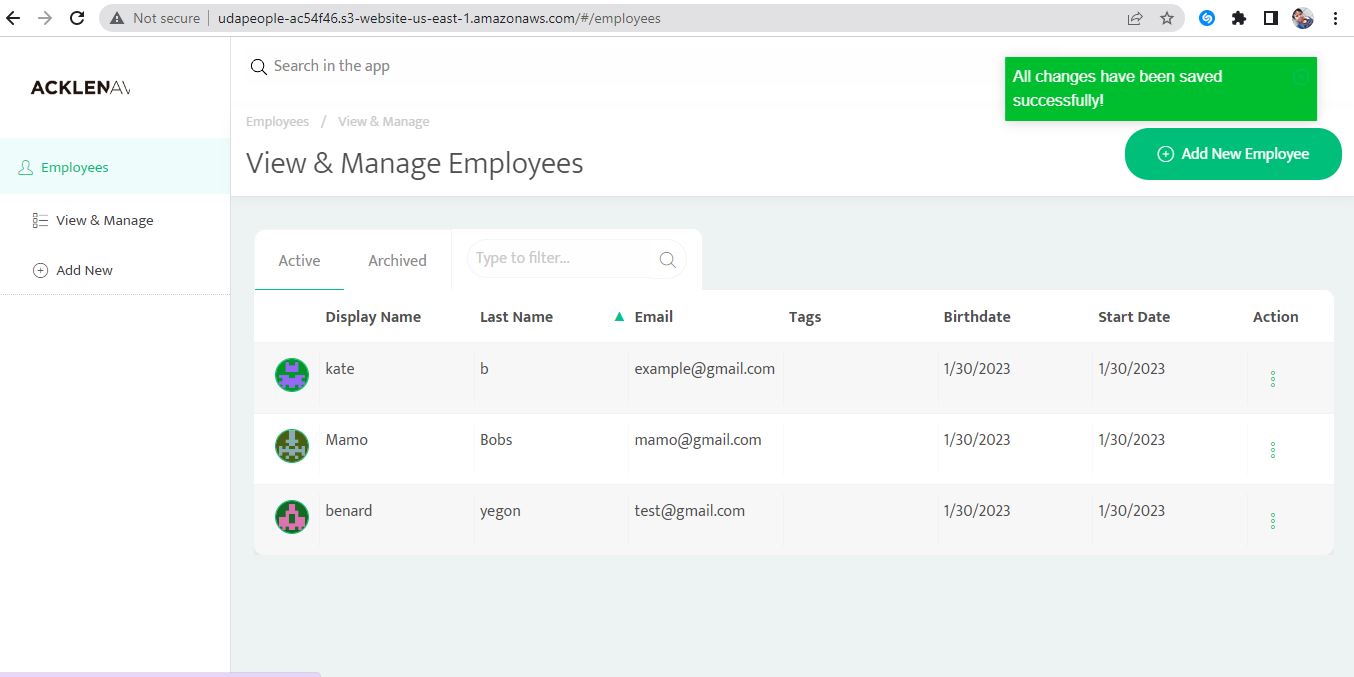 Not secure | udapeople-ac54f46.s3-website-us-east-1.amazonaws.com/#/employees
ACKLENAV
Search in the app
All changes have been saved
successfully!
Employees / View & Manage
View & Manage Employees
Add New Employee
Employees
View & Manage
Add New
Active Archived Type to filter...
Display Name Last Name Email Tags Birthdate Start Date Action
kate b example@gmail.com 1/30/2023 1/30/2023
Mamo Bobs mamo@gmail.com 1/30/2023 1/30/2023
benard yegon test@gmail.com 1/30/2023 1/30/2023